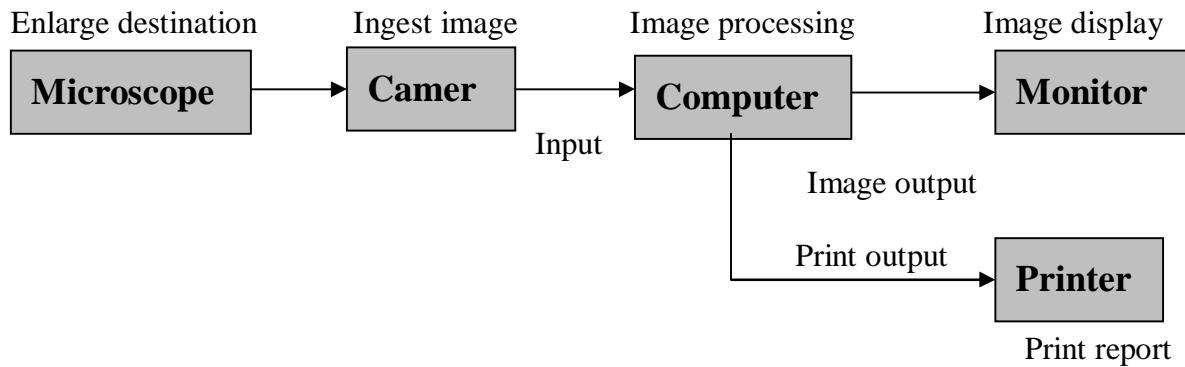 Enlarge destination
Ingest image
Image processing
Image display
Microscope
Camer
Computer
Monitor
Input
Image output
Print output
Printer
Print report